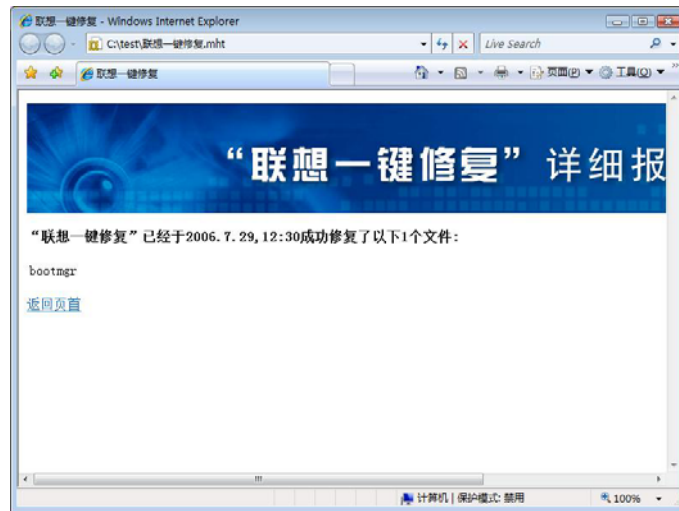 联想一键修复 - Windows Internet Explorer
C:\test\联想一键修复.mht
Live Search
联想一键修复
页面(P)
工具(O)
“联想一键修复”详细报
“联想一键修复”已经于2006.7.29,12:30成功修复了以下1个文件:
bootmgr
返回页首
计算机 | 保护模式: 禁用
100%